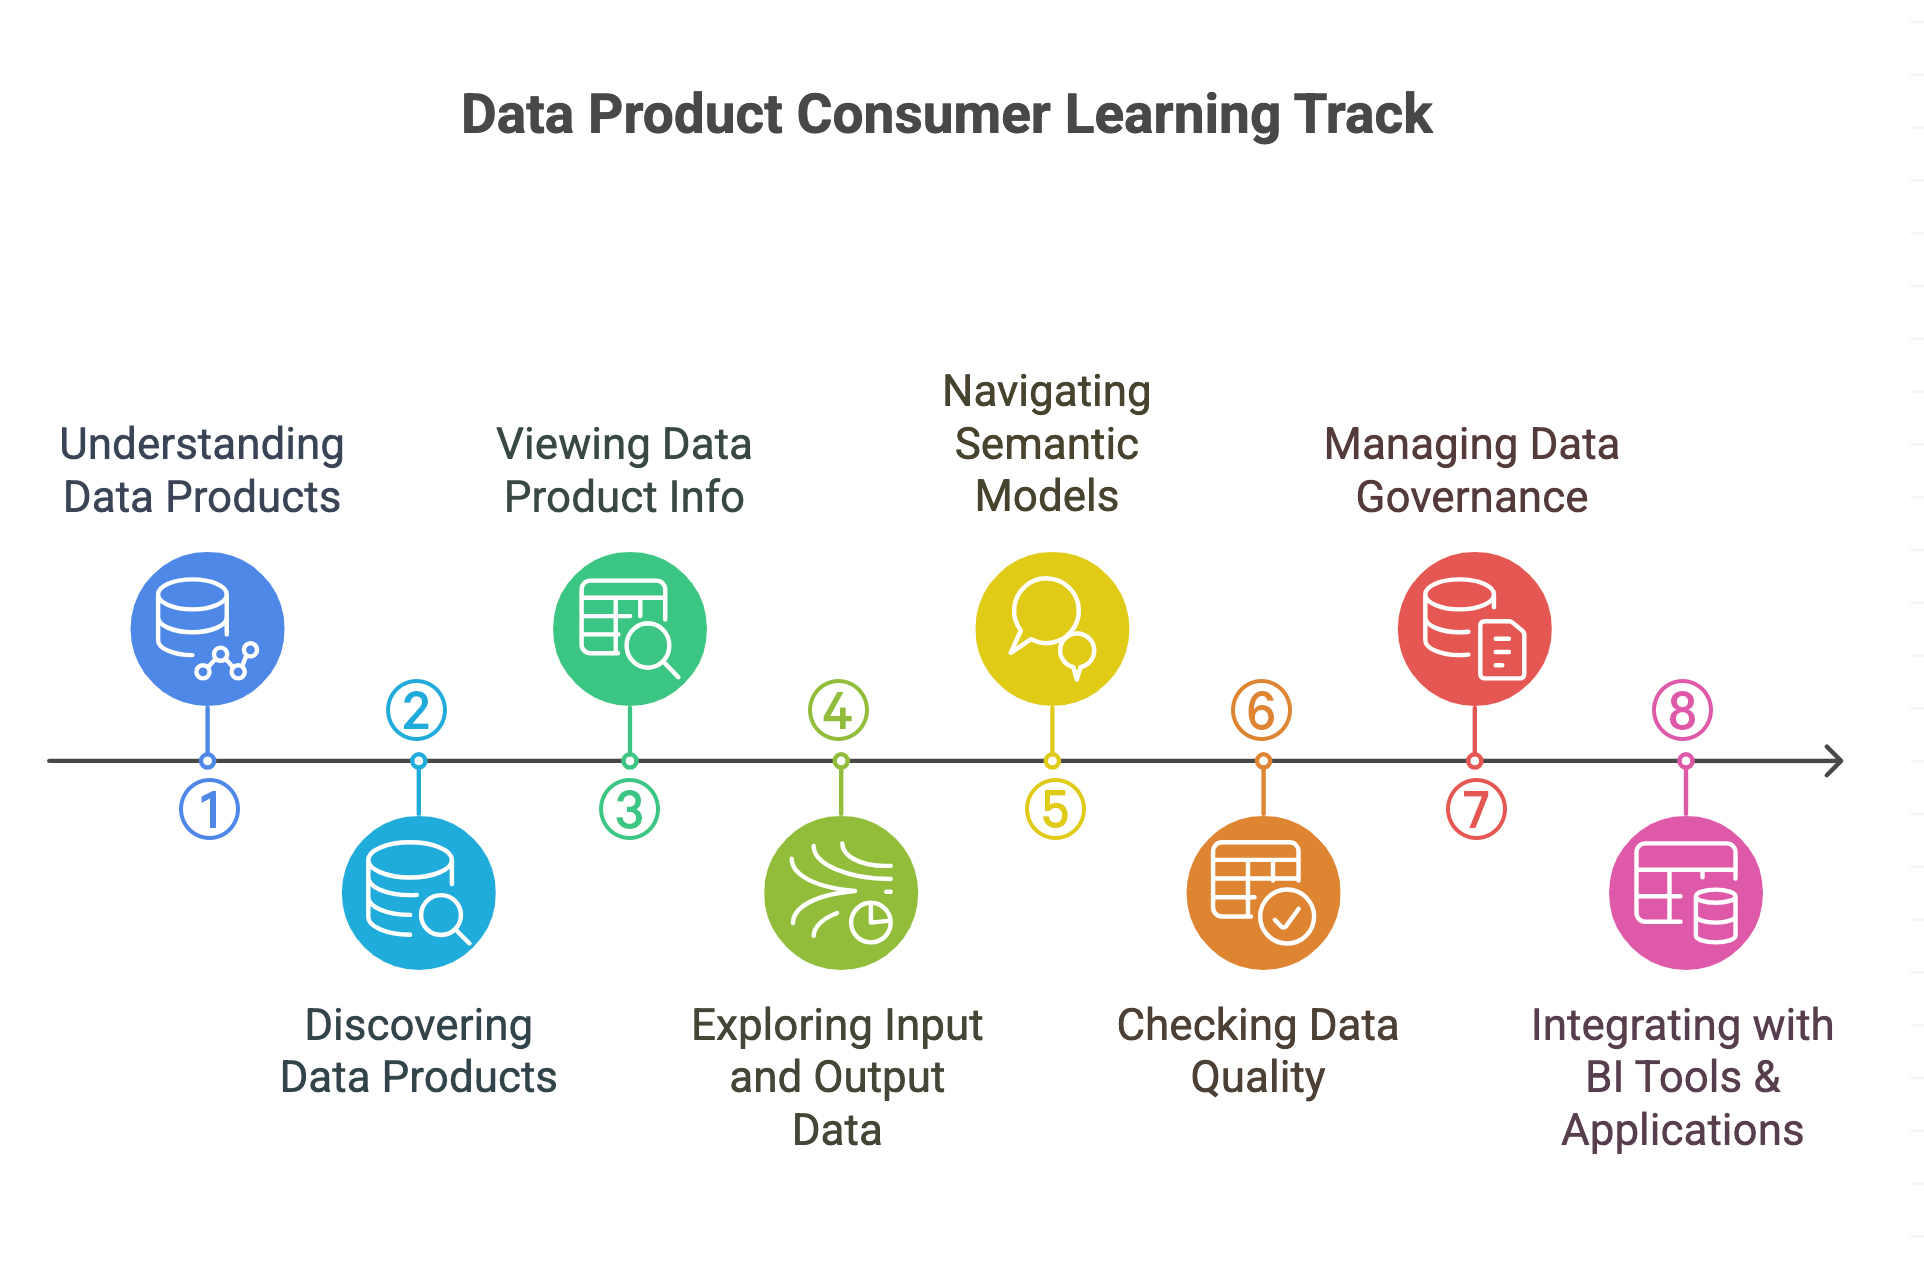 Data Product Consumer Learning Track
Understanding
Data Products
1
2
Discovering
Data Products
Viewing Data
Product Info
3
4
Exploring Input
and Output
Data
Navigating
Semantic
Models
5
6
Checking Data
Quality
Managing Data
Governance
7
8
Integrating with
BI Tools &
Applications